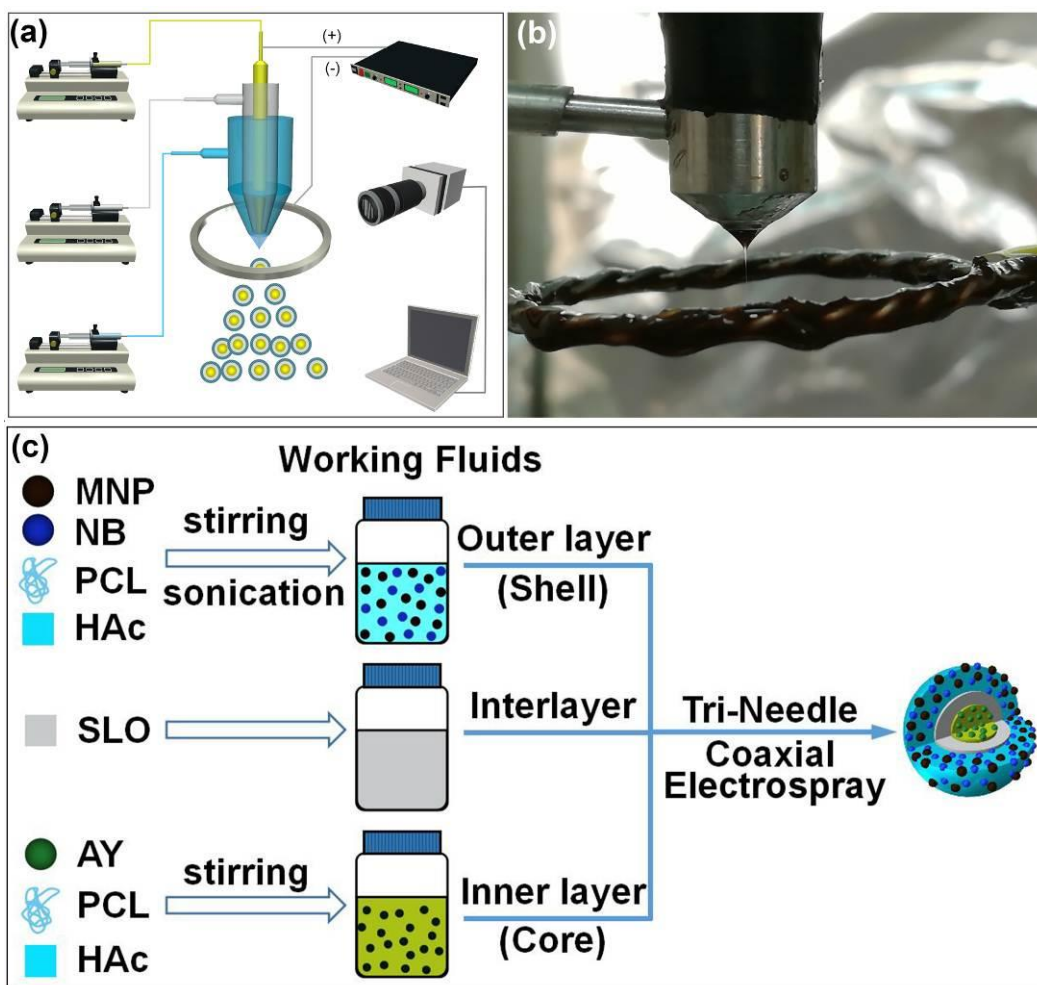 (a)
(+)
(-)
(b)
(c)
Working Fluids
MNP
NB
PCL
HAc
stirring
sonication
Outer layer
(Shell)
SLO
Interlayer
Tri-Needle
Coaxial
Electrospray
AY
PCL
HAc
stirring
Inner layer
(Core)